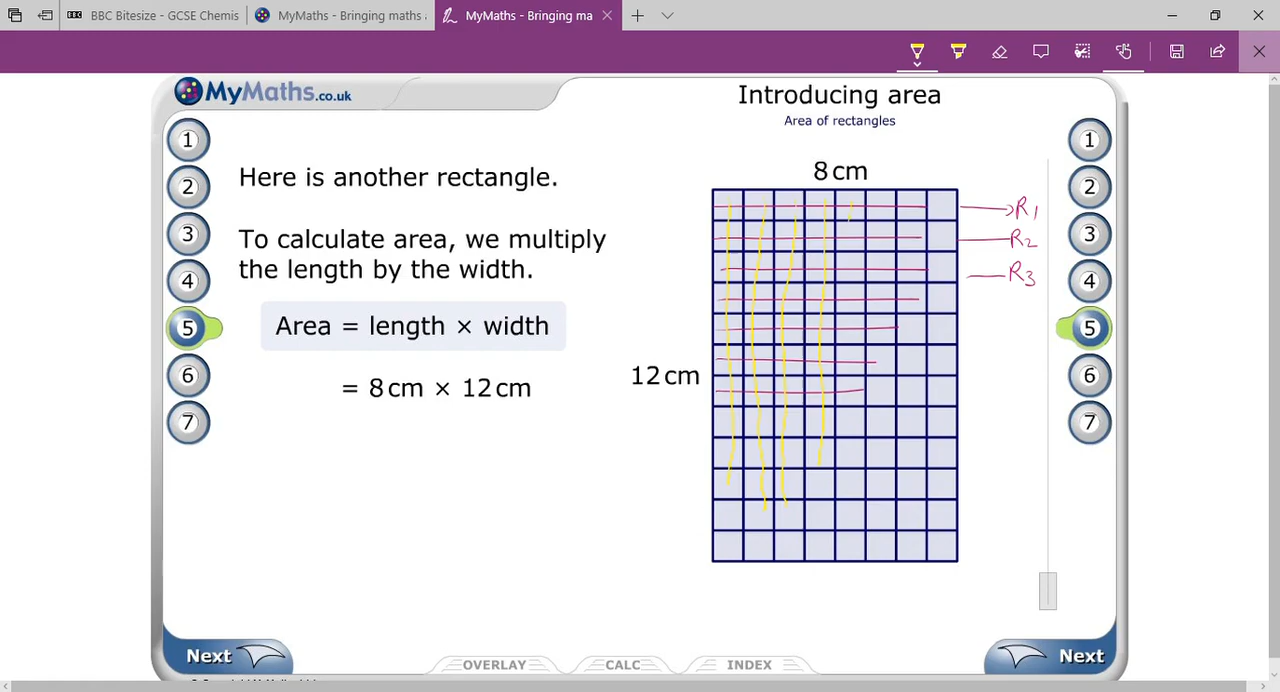 BBC Bitesize - GCSE Chemis
MyMaths - Bringing maths
MyMaths - Bringing ma
MyMaths.co.uk
Introducing area
Area of rectangles
1
2
3
4
5
6
7
Here is another rectangle.
To calculate area, we multiply
the length by the width.
Area = length × width
= 8 cm × 12 cm
8 cm
12 cm
R1
R2
R3
1
2
3
4
5
6
7
Next
OVERLAY
CALC
INDEX
Next